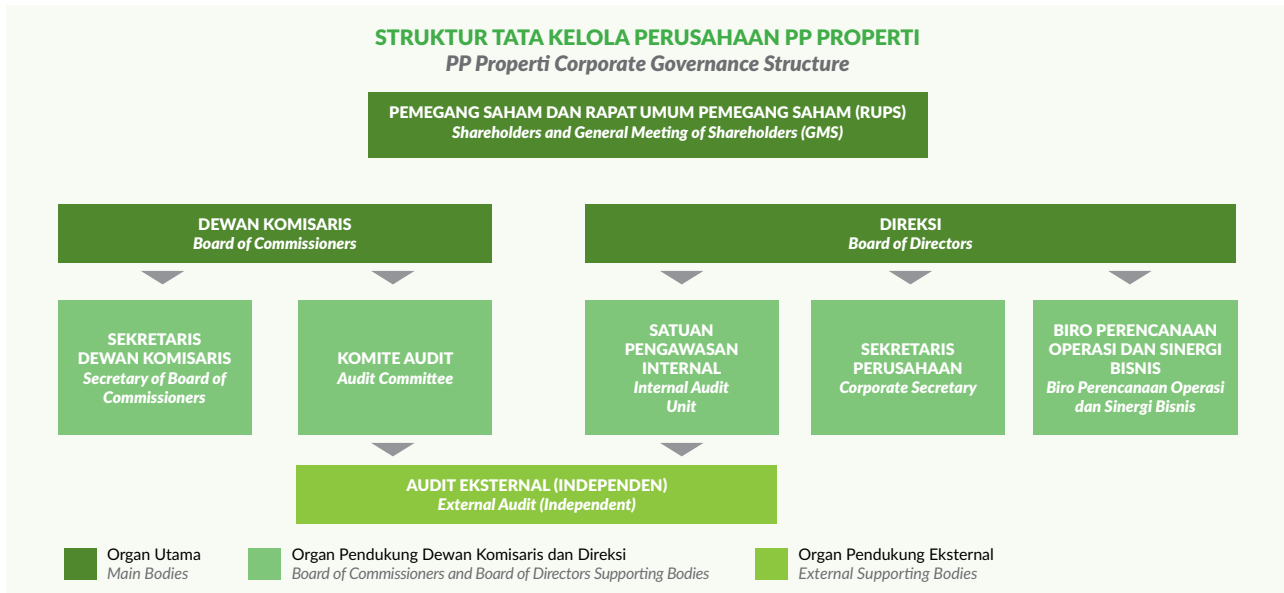 STRUKTUR TATA KELOLA PERUSAHAAN PP PROPERTI
PP Properti Corporate Governance Structure
PEMEGANG SAHAM DAN RAPAT UMUM PEMEGANG SAHAM (RUPS)
Shareholders and General Meeting of Shareholders (GMS)
DEWAN KOMISARIS
Board of Commissioners
DIREKSI
Board of Directors
SEKRETARIS
DEWAN KOMISARIS
Secretary of Board of
Commissioners
KOMITE AUDIT
Audit Committee
SATUAN
PENGAWASAN
INTERNAL
Internal Audit
Unit
SEKRETARIS
PERUSAHAAN
Corporate Secretary
BIRO PERENCANAAN
OPERASI DAN SINERGI
BISNIS
Biro Perencanaan Operasi
dan Sinergi Bisnis
AUDIT EKSTERNAL (INDEPENDEN)
External Audit (Independent)
Organ Utama
Main Bodies
Organ Pendukung Dewan Komisaris dan Direksi
Board of Commissioners and Board of Directors Supporting Bodies
Organ Pendukung Eksternal
External Supporting Bodies